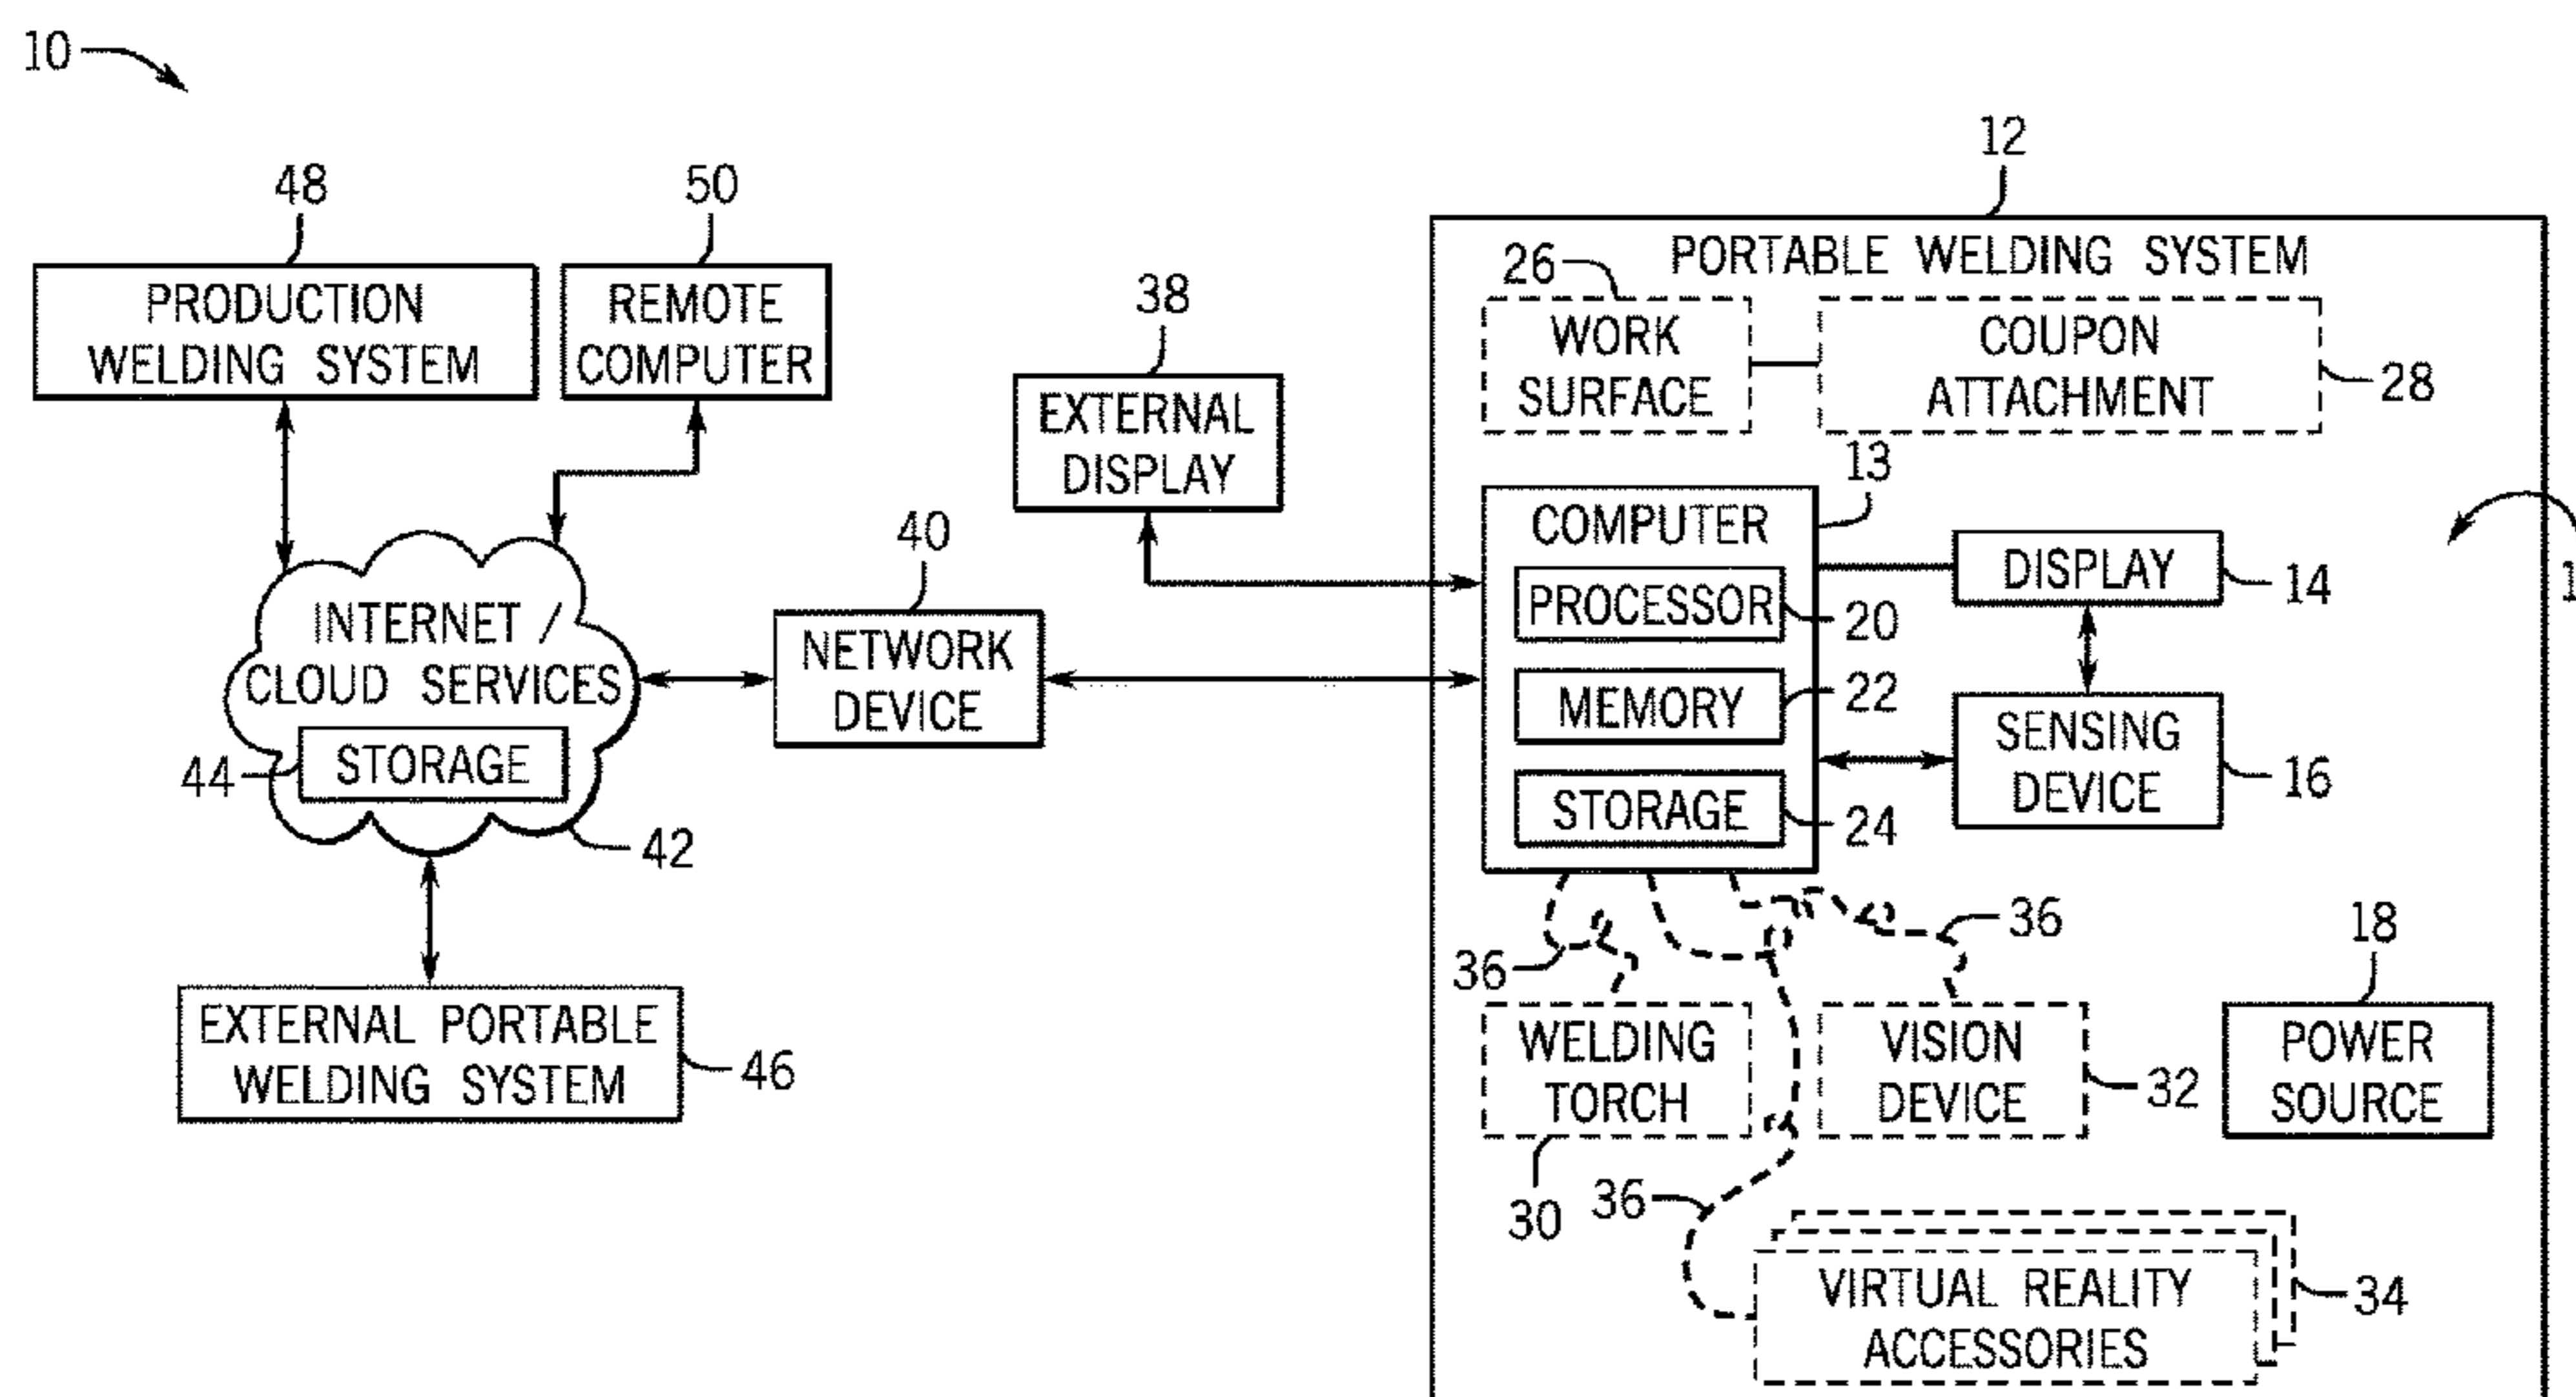 10
12
48
50
PRODUCTION
WELDING SYSTEM
REMOTE
COMPUTER
38
EXTERNAL
DISPLAY
40
NETWORK
DEVICE
INTERNET /
CLOUD SERVICES
STORAGE
44
42
EXTERNAL PORTABLE
WELDING SYSTEM
46
PORTABLE WELDING SYSTEM
26
WORK
SURFACE
COUPON
ATTACHMENT
28
13
COMPUTER
PROCESSOR
20
MEMORY
22
STORAGE
24
DISPLAY
14
SENSING
DEVICE
16
36
36
18
WELDING
TORCH
30
VISION
DEVICE
32
POWER
SOURCE
36
VIRTUAL REALITY
ACCESSORIES
34